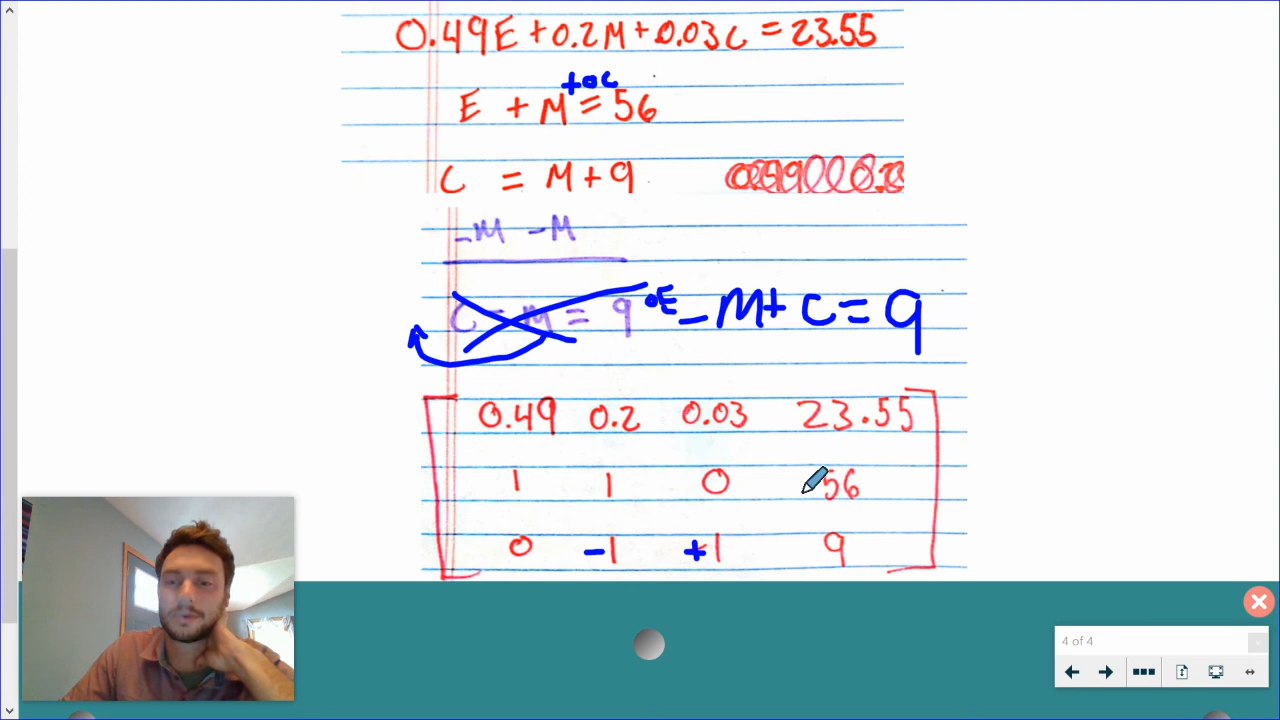 0.49E + 0.2M + 0.03C = 23.55
+0C
E + M = 56
C = M + 9
-M -M
C - M = 9 0E - M + C = 9
0.49 0.2 0.03 23.55
1 1 0 56
0 -1 +1 9
4 of 4